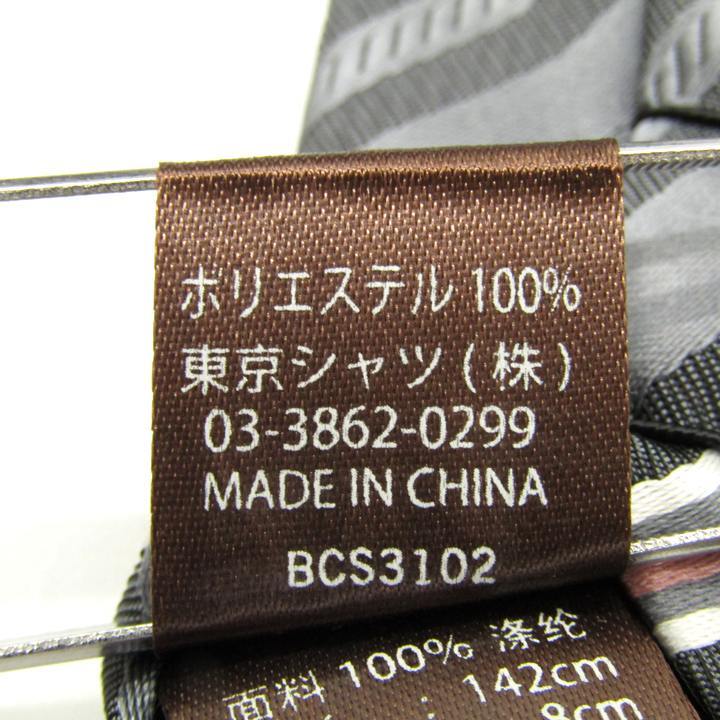 ポリエステル 100%
東京シャツ (株)
03-3862-0299
MADE IN CHINA
BCS3102
面料 100% 涤纶
: 142cm
8cm